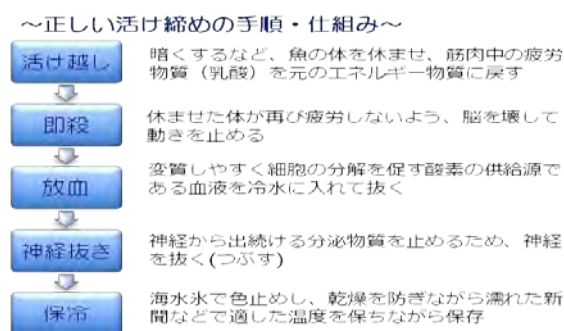 ~正しい活け締めの手順・仕組み~
活け越し
暗くするなど、魚の体を休ませ、筋肉中の疲労
物質（乳酸）を元のエネルギー物質に戻す
即殺
休ませた体が再び疲労しないよう、脳を壊して
動きを止める
放血
変質しやすく細胞の分解を促す酸素の供給源で
ある血液を冷水に入れて抜く
神経抜き
神経から出続ける分泌物質を止めるため、神経
を抜く(つぶす)
保冷
海水氷で色止めし、乾燥を防ぎながら濡れた新
聞などで適した温度を保ちながら保存